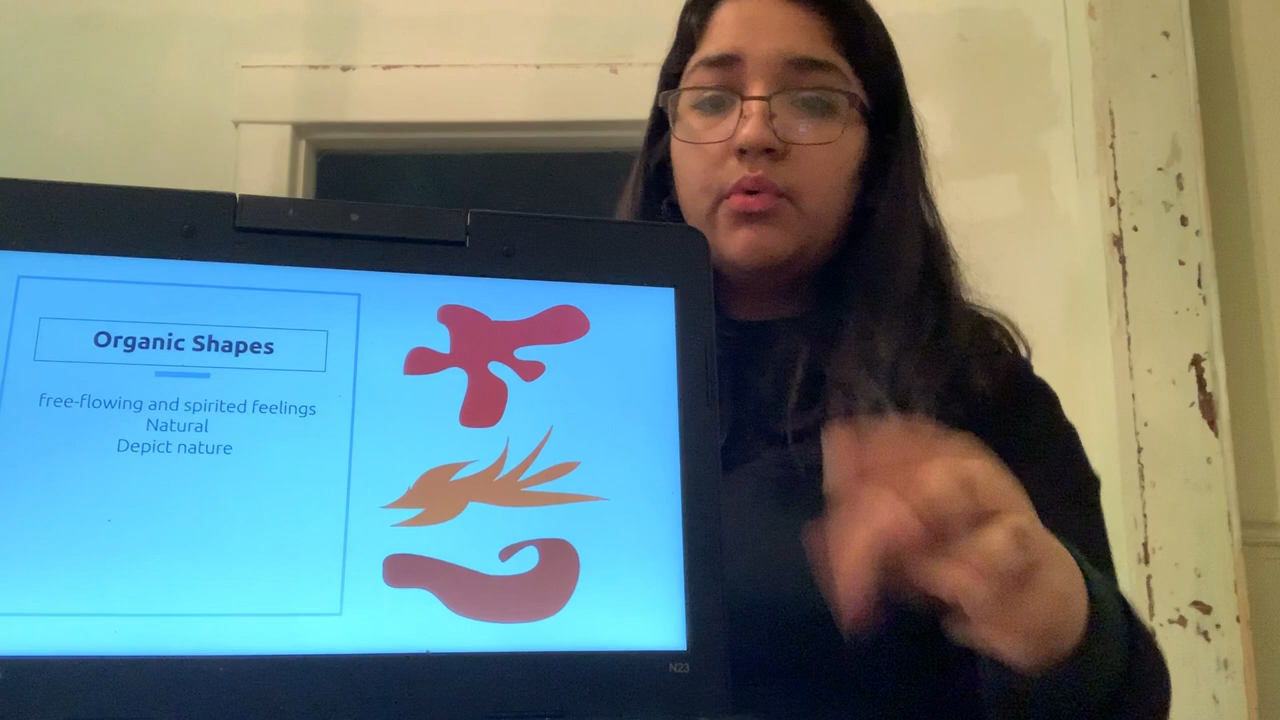 Organic Shapes
free-flowing and spirited feelings
Natural
Depict nature
N23